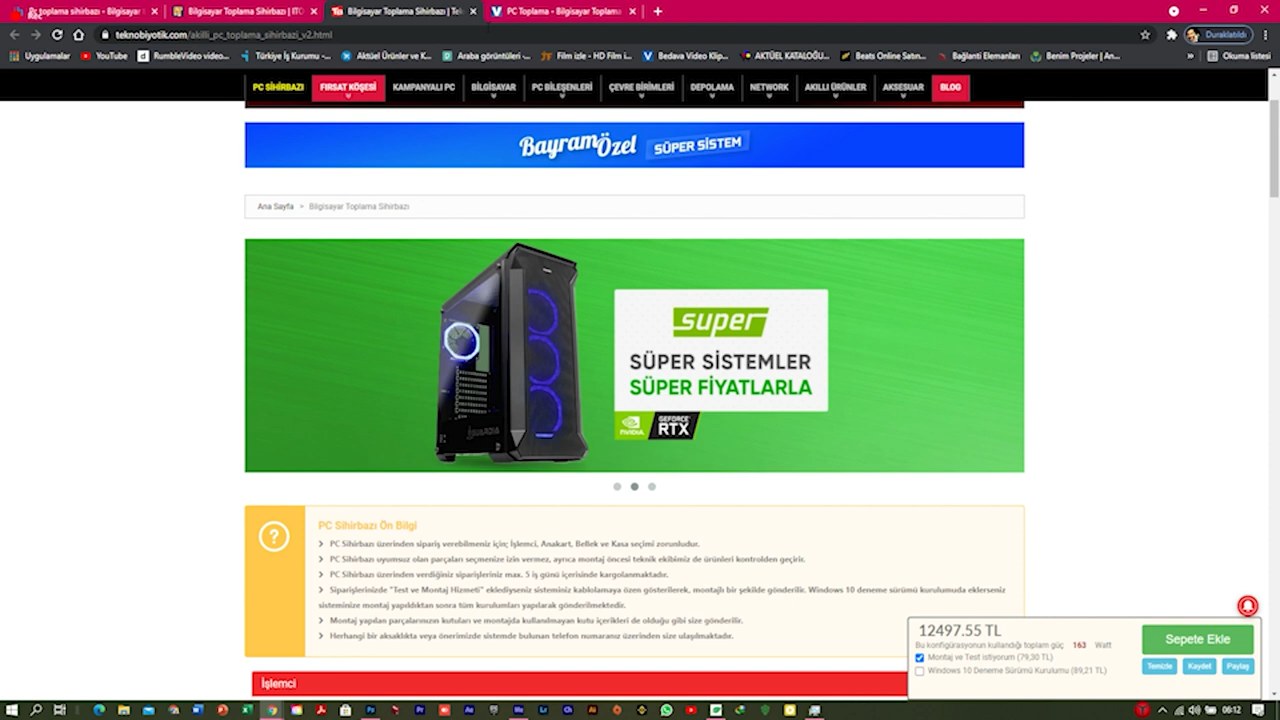 Pc toplama sihirbazı - Bilgisayar
Bilgisayar Toplama Sihirbazı | İTO
Bilgisayar Toplama Sihirbazı | Tek
PC Toplama - Bilgisayar Toplama
teknobiyotik.com/akilli_pc_toplama_sihirbazi_v2.html
Duraklatıldı
Uygulamalar
YouTube
RumbleVideo video...
Türkiye İş Kurumu -...
Aktüel Ürünler ve K...
Araba görüntüleri -...
Film izle - HD Film i...
Bedava Video Klip...
AKTÜEL KATALOĞU...
Beats Online Satın...
Bağlanti Elemanları
Benim Projeler | An...
»
Okuma listesi
PC SİHİRBAZI
FIRSAT KÖŞESİ
KAMPANYALI PC
BİLGİSAYAR
PC BİLEŞENLERİ
ÇEVRE BİRİMLERİ
DEPOLAMA
NETWORK
AKILLI ÜRÜNLER
AKSESUAR
BLOG
BayramÖzel SÜPER SİSTEM
Ana Sayfa » Bilgisayar Toplama Sihirbazı
super
SÜPER SİSTEMLER
SÜPER FİYATLARLA
NVIDIA GEFORCE RTX
PC Sihirbazı Ön Bilgi
PC Sihirbazı üzerinden sipariş verebilmeniz için; İşlemci, Anakart, Bellek ve Kasa seçimi zorunludur.
PC Sihirbazı uyumsuz olan parçaları seçmenize izin vermez, ayrıca montaj öncesi teknik ekibimiz de ürünleri kontrolden geçirir.
PC Sihirbazı üzerinden verdiğiniz siparişleriniz max. 5 iş günü içerisinde kargolanmaktadır.
Siparişlerinizde "Test ve Montaj Hizmeti" eklediyseniz sisteminiz kablolamaya özen gösterilerek, montajlı bir şekilde gönderilir. Windows 10 deneme sürümü kurulumuda eklerseniz
sisteminize montaj yapıldıktan sonra tüm kurulumları yapılarak gönderilmektedir.
Montaj yapılan parçalarınızın kutuları ve montajda kullanılmayan kutu içerikleri de olduğu gibi size gönderilir.
Herhangi bir aksaklıkta veya önerimizde sistemde bulunan telefon numaranız üzerinden size ulaşılmaktadır.
12497.55 TL
Bu konfigürasyonun kullandığı toplam güç 163 Watt
Montaj ve Test istiyorum (79,30 TL)
Windows 10 Deneme Sürümü Kurulumu (89,21 TL)
Sepete Ekle
Temizle
Kaydet
Paylaş
İşlemci
08:12